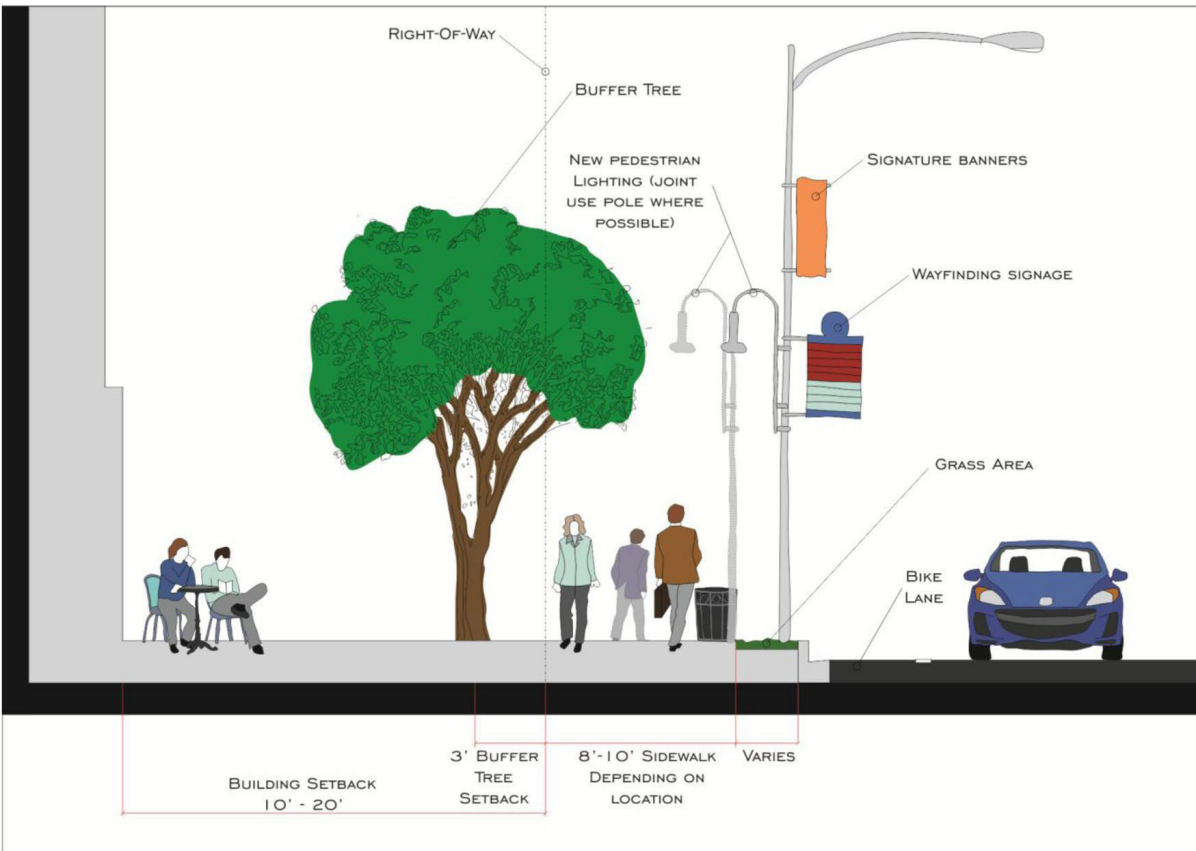 RIGHT-OF-WAY
BUFFER TREE
NEW PEDESTRIAN
LIGHTING (JOINT
USE POLE WHERE
POSSIBLE)
SIGNATURE BANNERS
WAYFINDING SIGNAGE
GRASS AREA
BIKE
LANE
3' BUFFER
TREE
SETBACK
8'-10' SIDEWALK
DEPENDING ON
LOCATION
VARIES
BUILDING SETBACK
10' - 20'